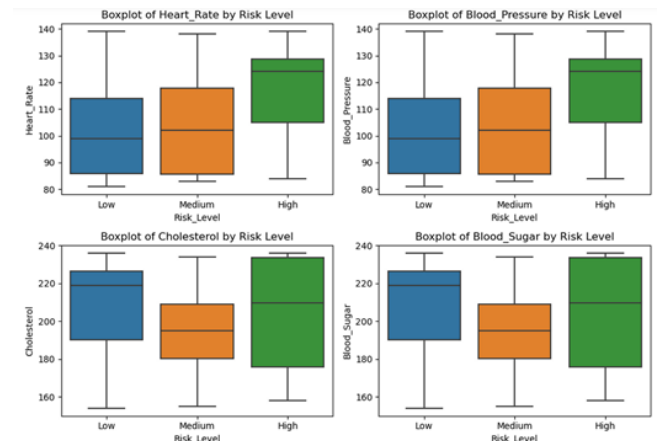 Boxplot of Heart_Rate by Risk Level
140
130
120
110
100
90
80
Heart_Rate
Low Medium High
Risk_Level
Boxplot of Blood_Pressure by Risk Level
140
130
120
110
100
90
80
Blood_Pressure
Low Medium High
Risk_Level
Boxplot of Cholesterol by Risk Level
240
220
200
180
160
Cholesterol
Low Medium High
Risk_Level
Boxplot of Blood_Sugar by Risk Level
240
220
200
180
160
Blood_Sugar
Low Medium High
Risk_Level